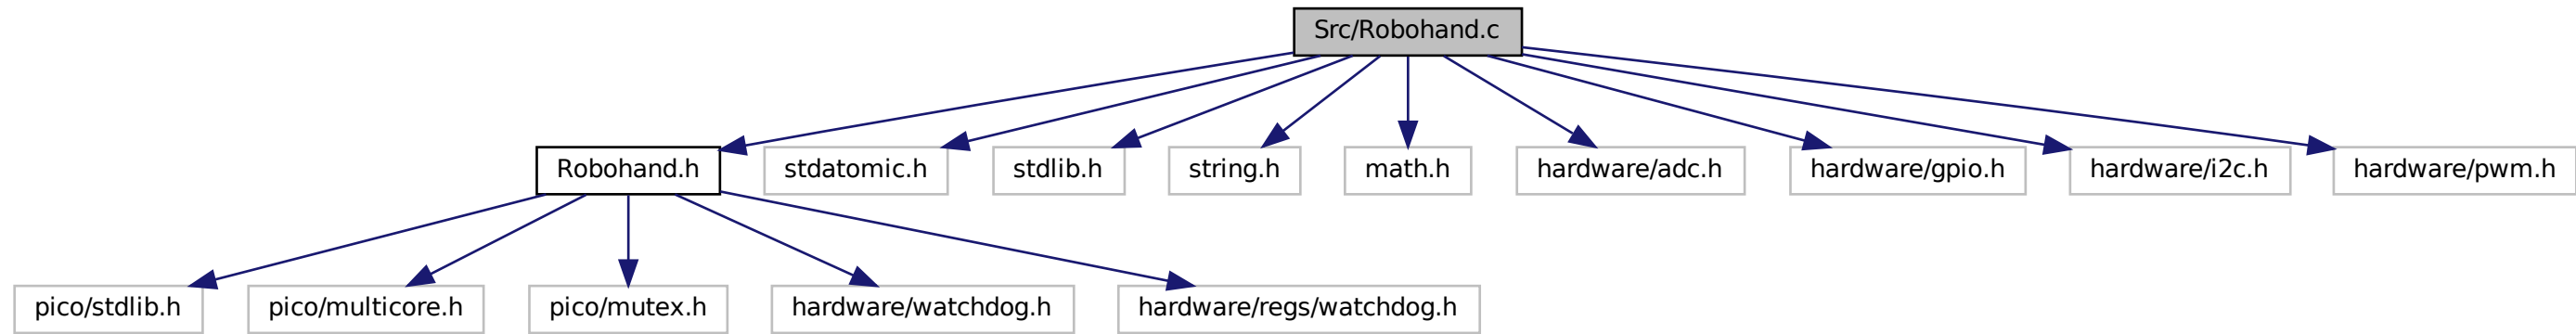 Src/Robohand.c
Robohand.h
stdatomic.h
stdlib.h
string.h
math.h
hardware/adc.h
hardware/gpio.h
hardware/i2c.h
hardware/pwm.h
pico/stdlib.h
pico/multicore.h
pico/mutex.h
hardware/watchdog.h
hardware/regs/watchdog.h